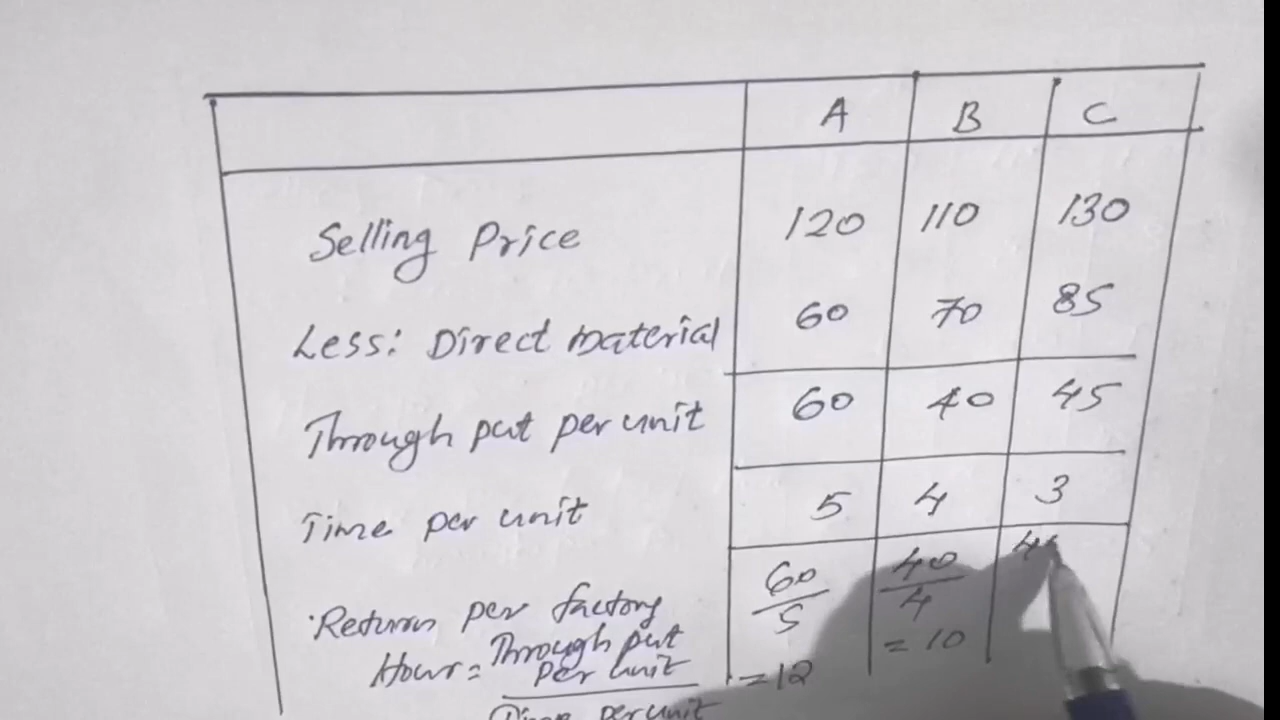 A B C
Selling Price 120 110 130
Less: Direct material 60 70 85
Through put per unit 60 40 45
Time per unit 5 4 3
Return per factory 60 40
Hour = Through put 5 4
per unit = 12 = 10
per unit